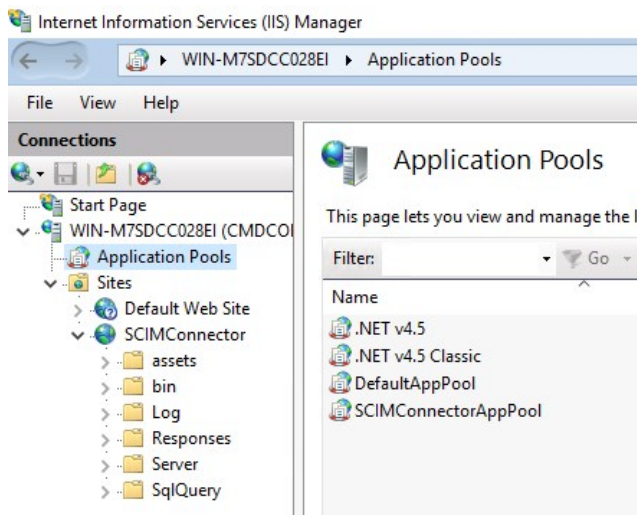 Internet Information Services (IIS) Manager
WIN-M7SDCC028EI Application Pools
File View Help
Connections
Start Page
WIN-M7SDCC028EI (CMDCO
Application Pools
Sites
Default Web Site
SCIMConnector
assets
bin
Log
Responses
Server
SqlQuery
Application Pools
This page lets you view and manage the
Filter: Go
Name
.NET v4.5
.NET v4.5 Classic
DefaultAppPool
SCIMConnectorAppPool